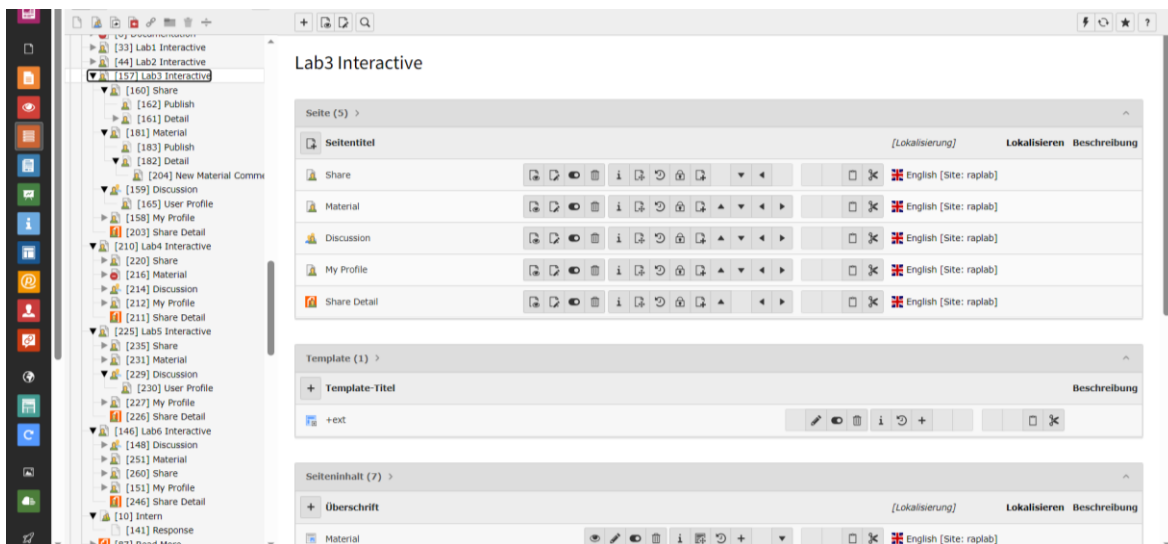 [33] Lab1 Interactive
[44] Lab2 Interactive
[157] Lab3 Interactive
[160] Share
[162] Publish
[161] Detail
[181] Material
[183] Publish
[182] Detail
[204] New Material Comme
[159] Discussion
[165] User Profile
[158] My Profile
[203] Share Detail
[210] Lab4 Interactive
[220] Share
[216] Material
[214] Discussion
[212] My Profile
[211] Share Detail
[225] Lab5 Interactive
[235] Share
[231] Material
[229] Discussion
[230] User Profile
[227] My Profile
[226] Share Detail
[146] Lab6 Interactive
[148] Discussion
[251] Material
[260] Share
[151] My Profile
[246] Share Detail
[10] Intern
[141] Response
[87] Read More
Lab3 Interactive
Seite (5) >
Seitentitel [Lokalisierung] Lokalisieren Beschreibung
Share English [Site: raplab]
Material English [Site: raplab]
Discussion English [Site: raplab]
My Profile English [Site: raplab]
Share Detail English [Site: raplab]
Template (1) >
Template-Titel Beschreibung
+ext
Seiteninhalt (7) >
Überschrift [Lokalisierung] Lokalisieren Beschreibung
Material English [Site: raplab]